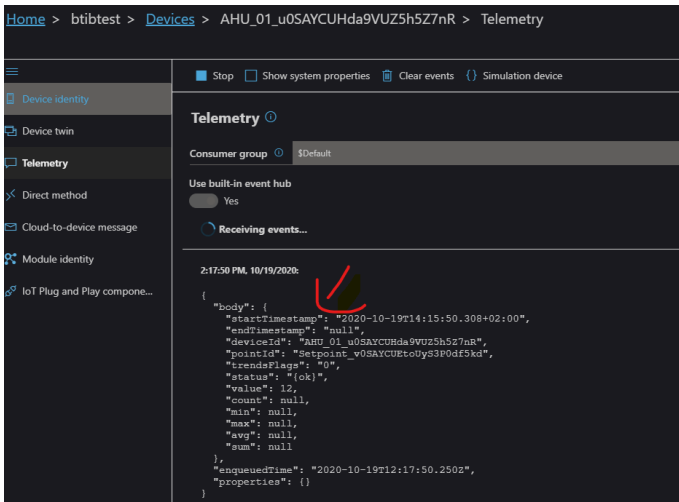 Home > btibtest > Devices > AHU_01_u0SAYCUHda9VUZ5h5Z7nR > Telemetry
Stop Show system properties Clear events {} Simulation device
Device identity
Device twin
Telemetry
Direct method
Cloud-to-device message
Module identity
IoT Plug and Play compone...
Telemetry
Consumer group $Default
Use built-in event hub
Yes
Receiving events...
2:17:50 PM, 10/19/2020:
{
"body": {
"startTimestamp": "2020-10-19T14:15:50.308+02:00",
"endTimestamp": "null",
"deviceId": "AHU_01_u0SAYCUHda9VUZ5h5Z7nR",
"pointId": "Setpoint_v0SAYCUEtoUyS3P0df5kd",
"trendsFlags": "0",
"status": "{ok}",
"value": 12,
"count": null,
"min": null,
"max": null,
"avg": null,
"sum": null
},
"enqueuedTime": "2020-10-19T12:17:50.250Z",
"properties": {}
}